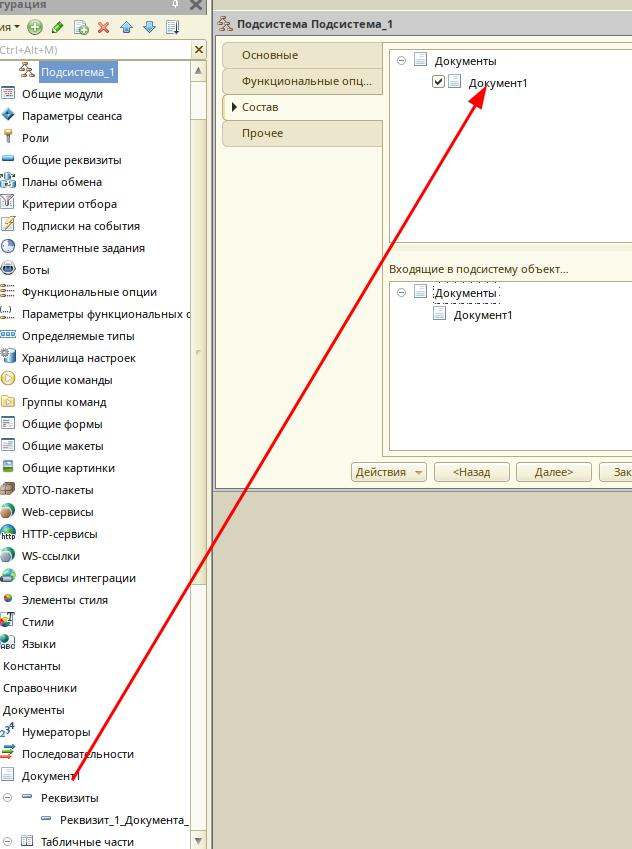 гурация
ия
Ctrl+Alt+M)
Подсистема_1
Общие модули
Параметры сеанса
Роли
Общие реквизиты
Планы обмена
Критерии отбора
Подписки на события
Регламентные задания
Боты
Функциональные опции
Параметры функциональных о
Определяемые типы
Хранилища настроек
Общие команды
Группы команд
Общие формы
Общие макеты
Общие картинки
XDTO-пакеты
Web-сервисы
HTTP-сервисы
WS-ссылки
Сервисы интеграции
Элементы стиля
Стили
Языки
Константы
Справочники
Документы
Нумераторы
Последовательности
Документ1
Реквизиты
Реквизит_1_Документа_
Табличные части
Подсистема Подсистема_1
Основные
Функциональные опц...
Состав
Прочее
Документы
Документ1
Входящие в подсистему объект...
Документы
Документ1
Действия
<Назад
Далее>
Зак